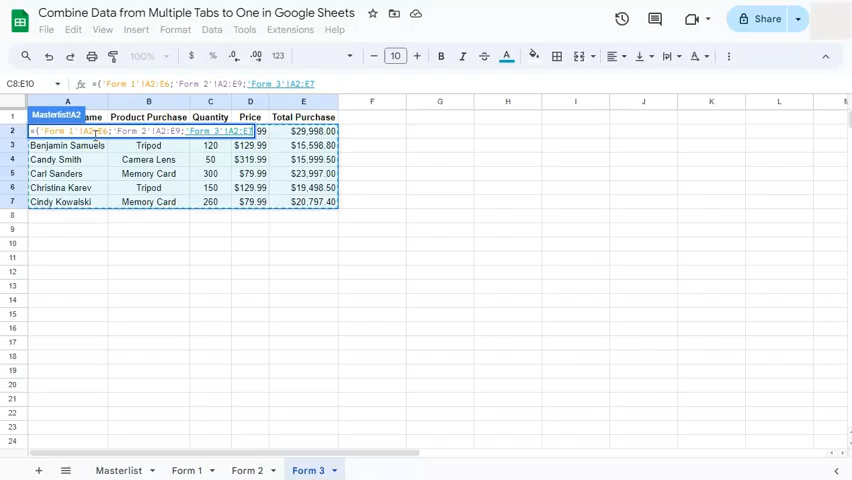 Combine Data from Multiple Tabs to One in Google Sheets
File Edit View Insert Format Data Tools Extensions Help
Share
100% $ % .0 .00 123 10 B I A
C8:E10 ={'Form 1'!A2:E6;'Form 2'!A2:E9;'Form 3'!A2:E7
A B C D E F G H I J K L M
Masterlist!A2
1 Name Product Purchase Quantity Price Total Purchase
2 ={'Form 1'!A2:E6;'Form 2'!A2:E9;'Form 3'!A2:E7 .99 $29,998.00
3 Benjamin Samuels Tripod 120 $129.99 $15,598.80
4 Candy Smith Camera Lens 50 $319.99 $15,999.50
5 Carl Sanders Memory Card 300 $79.99 $23,997.00
6 Christina Karev Tripod 150 $129.99 $19,498.50
7 Cindy Kowalski Memory Card 260 $79.99 $20,797.40
8
9
10
11
12
13
14
15
16
17
18
19
20
21
22
23
24
Masterlist Form 1 Form 2 Form 3